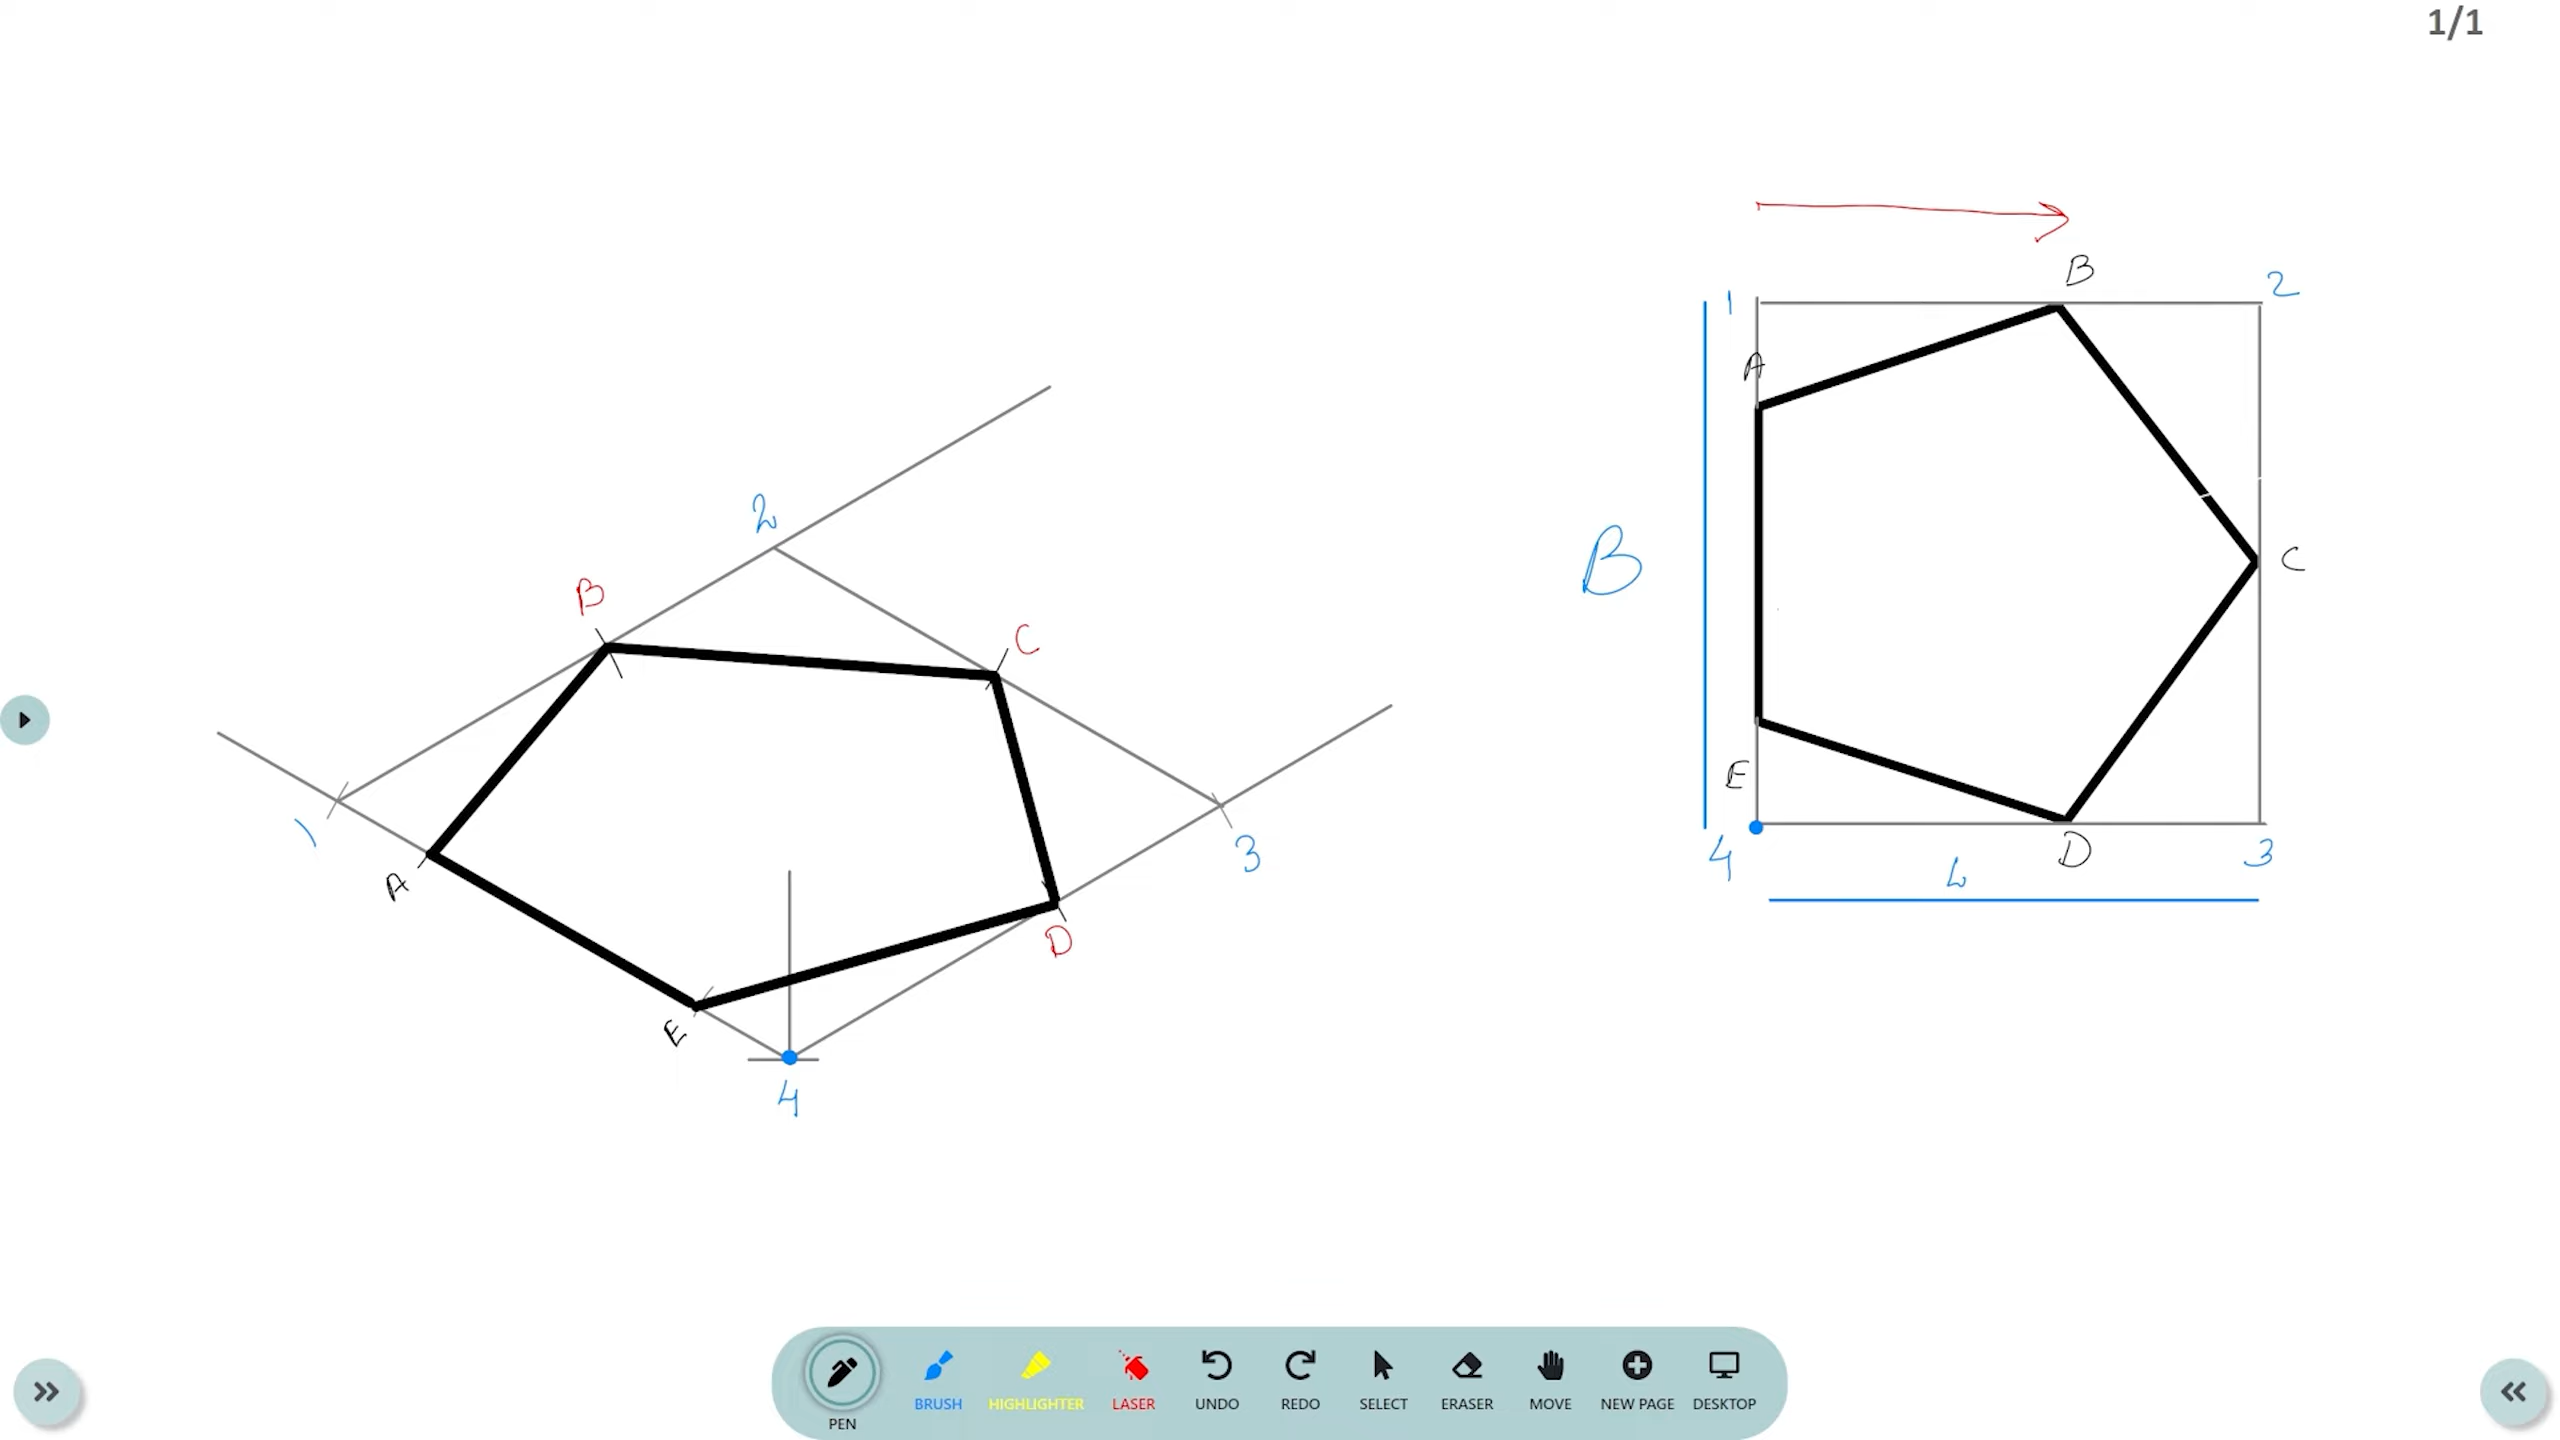 1/1
2
B
C
1
A
D
3
E
4
B
1
2
A
B
C
E
4
D
3
L
PEN
BRUSH
HIGHLIGHTER
LASER
UNDO
REDO
SELECT
ERASER
MOVE
NEW PAGE
DESKTOP